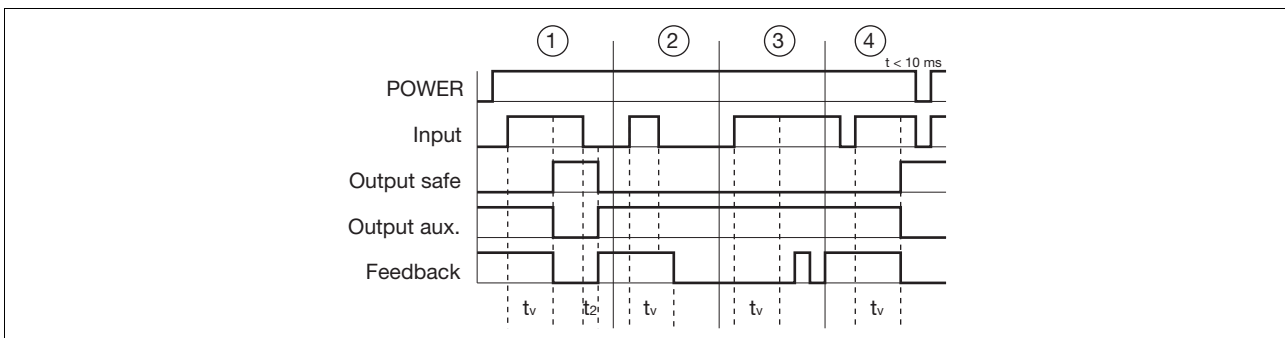 ① ② ③ ④
t < 10 ms
POWER
Input
Output safe
Output aux.
Feedback
tv t2 tv tv tv